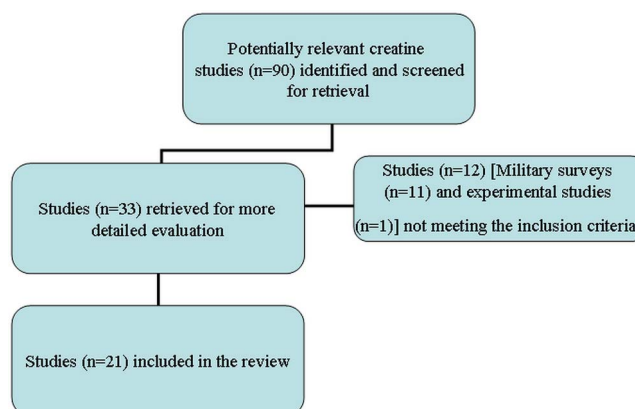 Potentially relevant creatine
studies (n=90) identified and screened
for retrieval
Studies (n=33) retrieved for more
detailed evaluation
Studies (n=12) [Military surveys
(n=11) and experimental studies
(n=1)] not meeting the inclusion criteria
Studies (n=21) included in the review